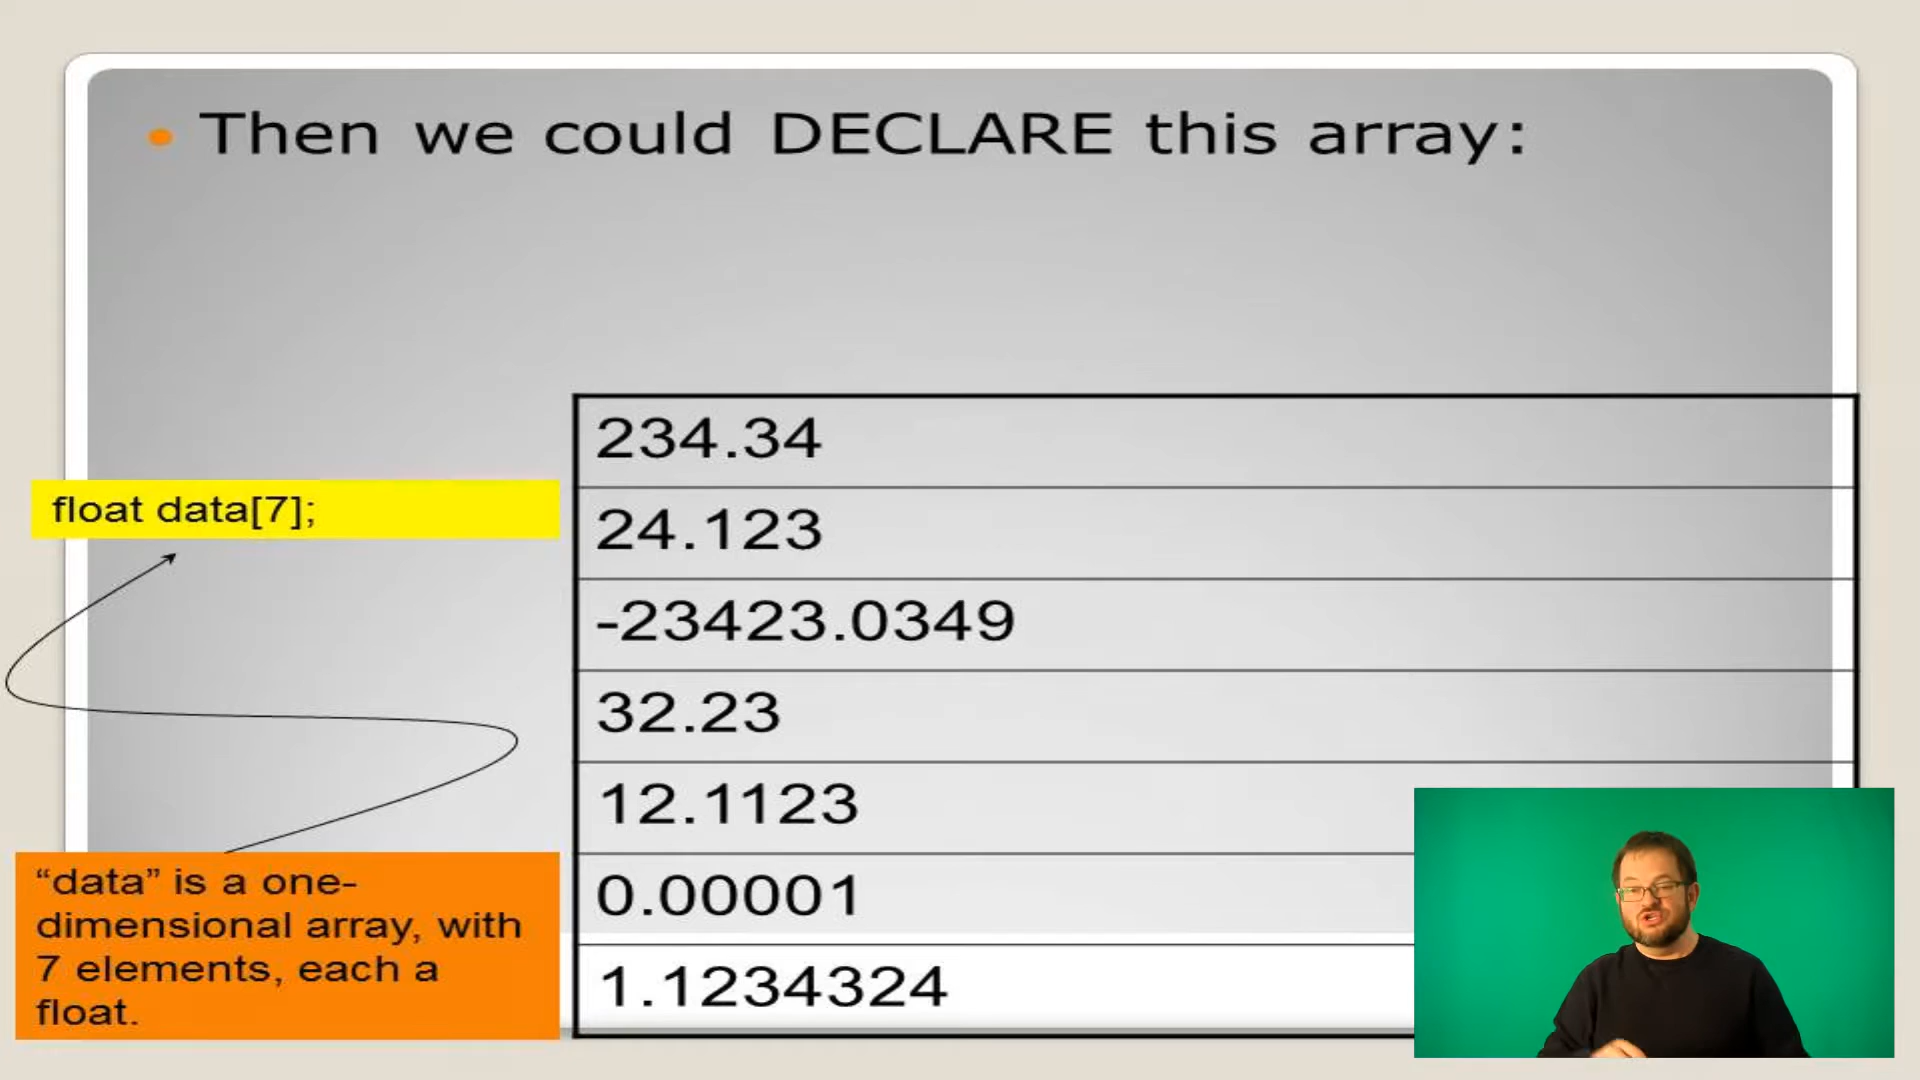 Then we could DECLARE this array:
234.34
float data[7];
24.123
-23423.0349
32.23
12.1123
“data” is a one-
dimensional array, with
7 elements, each a
float.
0.00001
1.1234324